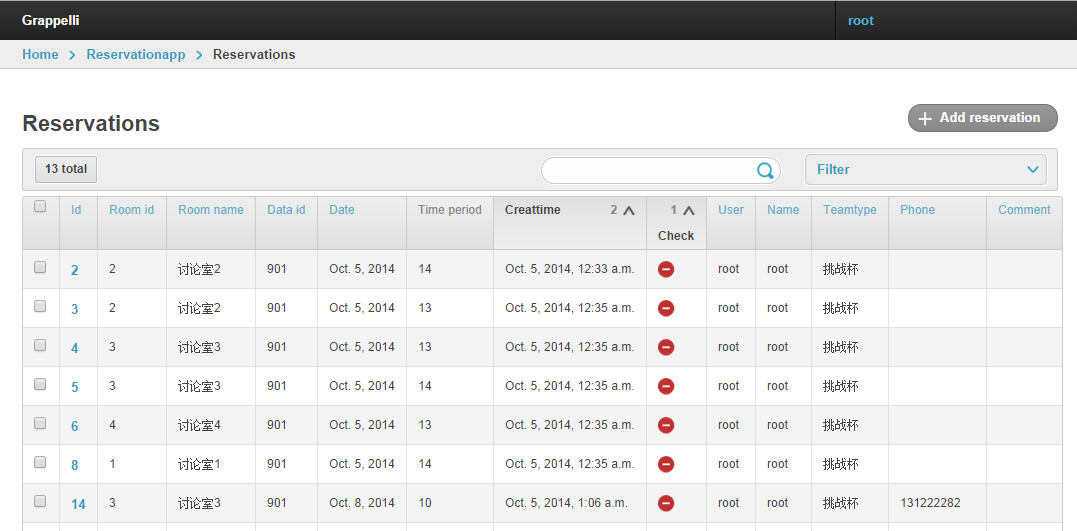 Grappelli root
Home Reservationapp Reservations
Reservations
Add reservation
13 total Filter
Id Room id Room name Data id Date Time period Creattime 2 1 User Name Teamtype Phone Comment
Check
2 2 讨论室2 901 Oct. 5, 2014 14 Oct. 5, 2014, 12:33 a.m. root root 挑战杯
3 2 讨论室2 901 Oct. 5, 2014 13 Oct. 5, 2014, 12:35 a.m. root root 挑战杯
4 3 讨论室3 901 Oct. 5, 2014 13 Oct. 5, 2014, 12:35 a.m. root root 挑战杯
5 3 讨论室3 901 Oct. 5, 2014 14 Oct. 5, 2014, 12:35 a.m. root root 挑战杯
6 4 讨论室4 901 Oct. 5, 2014 13 Oct. 5, 2014, 12:35 a.m. root root 挑战杯
8 1 讨论室1 901 Oct. 5, 2014 14 Oct. 5, 2014, 12:35 a.m. root root 挑战杯
14 3 讨论室3 901 Oct. 8, 2014 10 Oct. 5, 2014, 1:06 a.m. root root 挑战杯 131222282